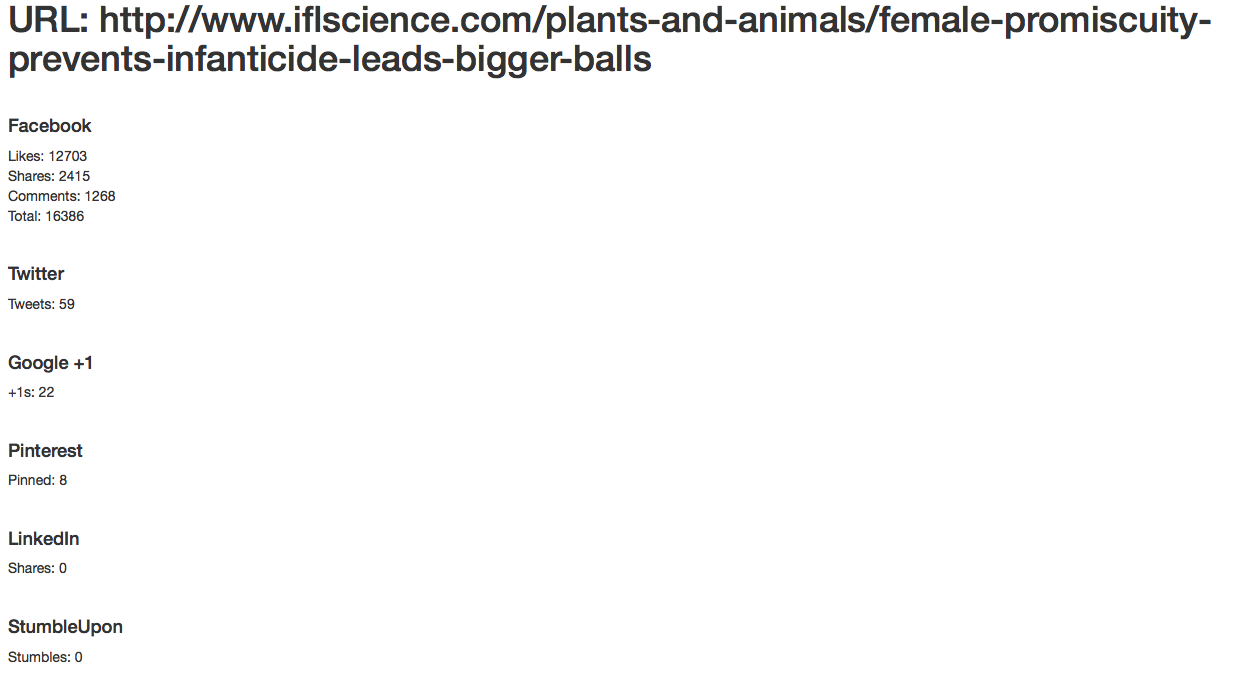 URL: http://www.iflscience.com/plants-and-animals/female-promiscuity-
prevents-infanticide-leads-bigger-balls
Facebook
Likes: 12703
Shares: 2415
Comments: 1268
Total: 16386
Twitter
Tweets: 59
Google +1
+1s: 22
Pinterest
Pinned: 8
LinkedIn
Shares: 0
StumbleUpon
Stumbles: 0